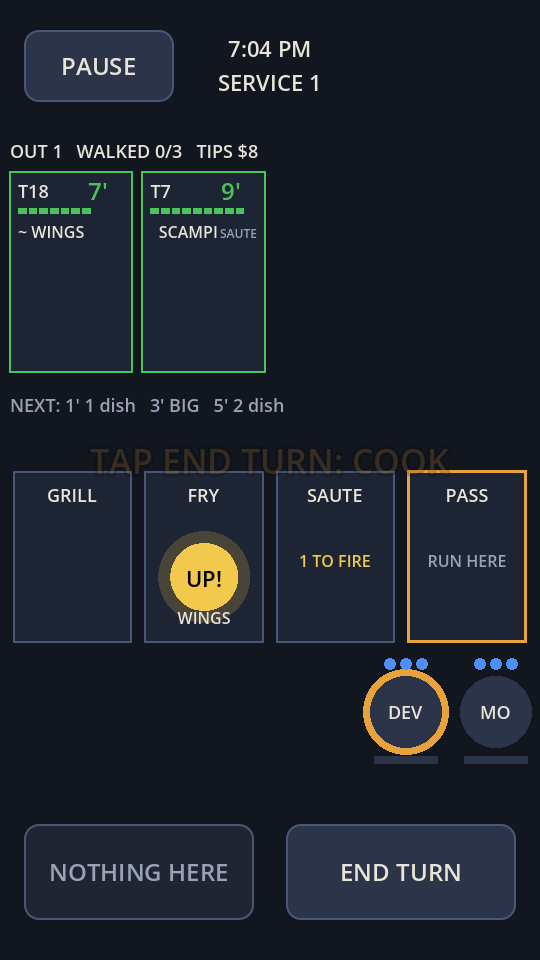 PAUSE
7:04 PM
SERVICE 1
OUT 1 WALKED 0/3 TIPS $8
T18 7'
~ WINGS
T7 9'
SCAMPI SAUTE
NEXT: 1' 1 dish 3' BIG 5' 2 dish
TAP END TURN: COOK
GRILL
FRY
UP!
WINGS
SAUTE
1 TO FIRE
PASS
RUN HERE
DEV
MO
NOTHING HERE
END TURN